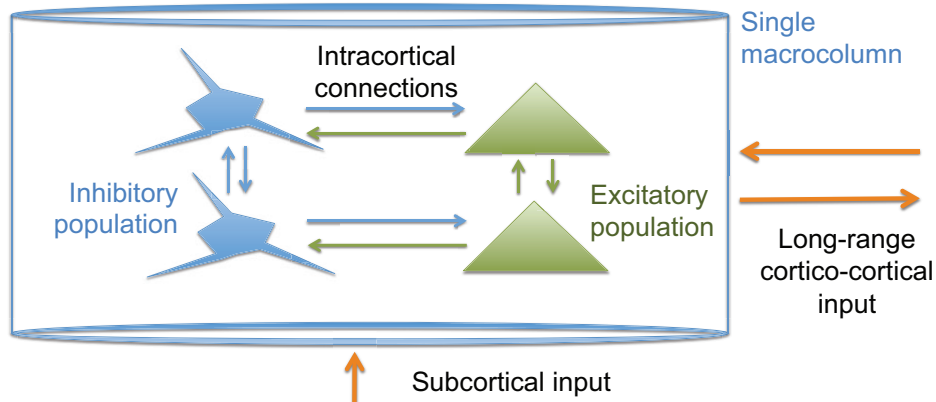 Single
macrocolumn
Intracortical
connections
Inhibitory
population
Excitatory
population
Long-range
cortico-cortical
input
Subcortical input